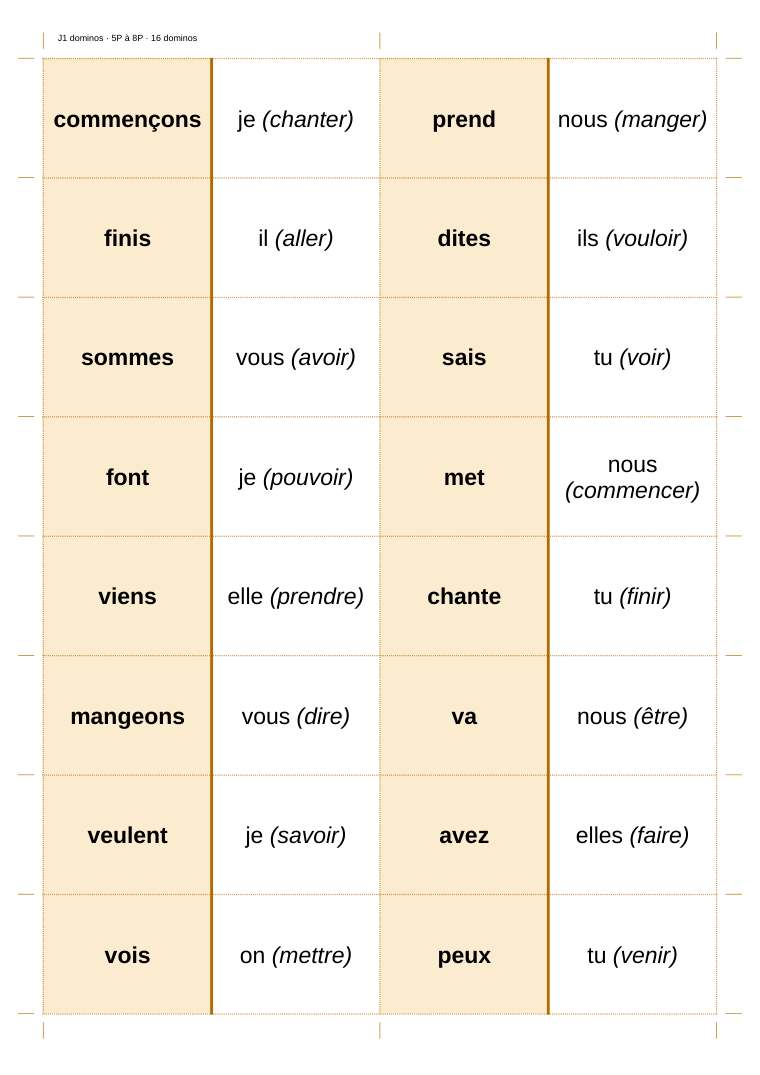 J1 dominos · 5P à 8P · 16 dominos
commençons je (chanter) prend nous (manger)
finis il (aller) dites ils (vouloir)
sommes vous (avoir) sais tu (voir)
font je (pouvoir) met nous
(commencer)
viens elle (prendre) chante tu (finir)
mangeons vous (dire) va nous (être)
veulent je (savoir) avez elles (faire)
vois on (mettre) peux tu (venir)